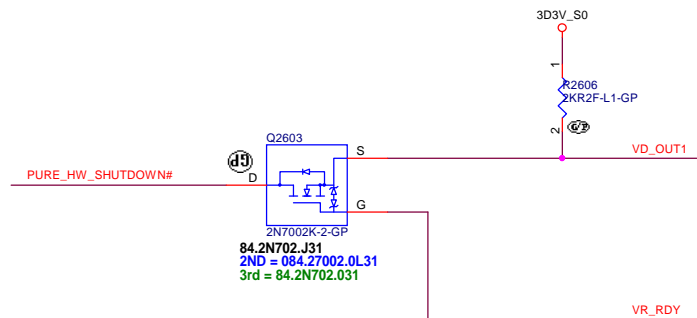 3D3V_S0
1
R2606
2KR2F-L1-GP
2
G/P
Q2603
GP
S
VD_OUT1
PURE_HW_SHUTDOWN#
D
G
2N7002K-2-GP
84.2N702.J31
2ND = 084.27002.0L31
3rd = 84.2N702.031
VR_RDY